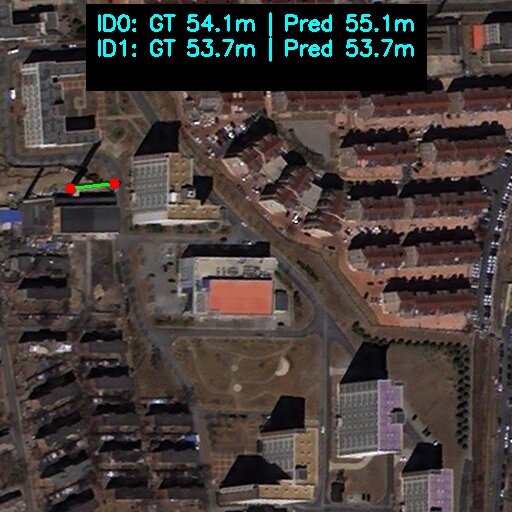 ID0: GT 54.1m | Pred 55.1m
ID1: GT 53.7m | Pred 53.7m